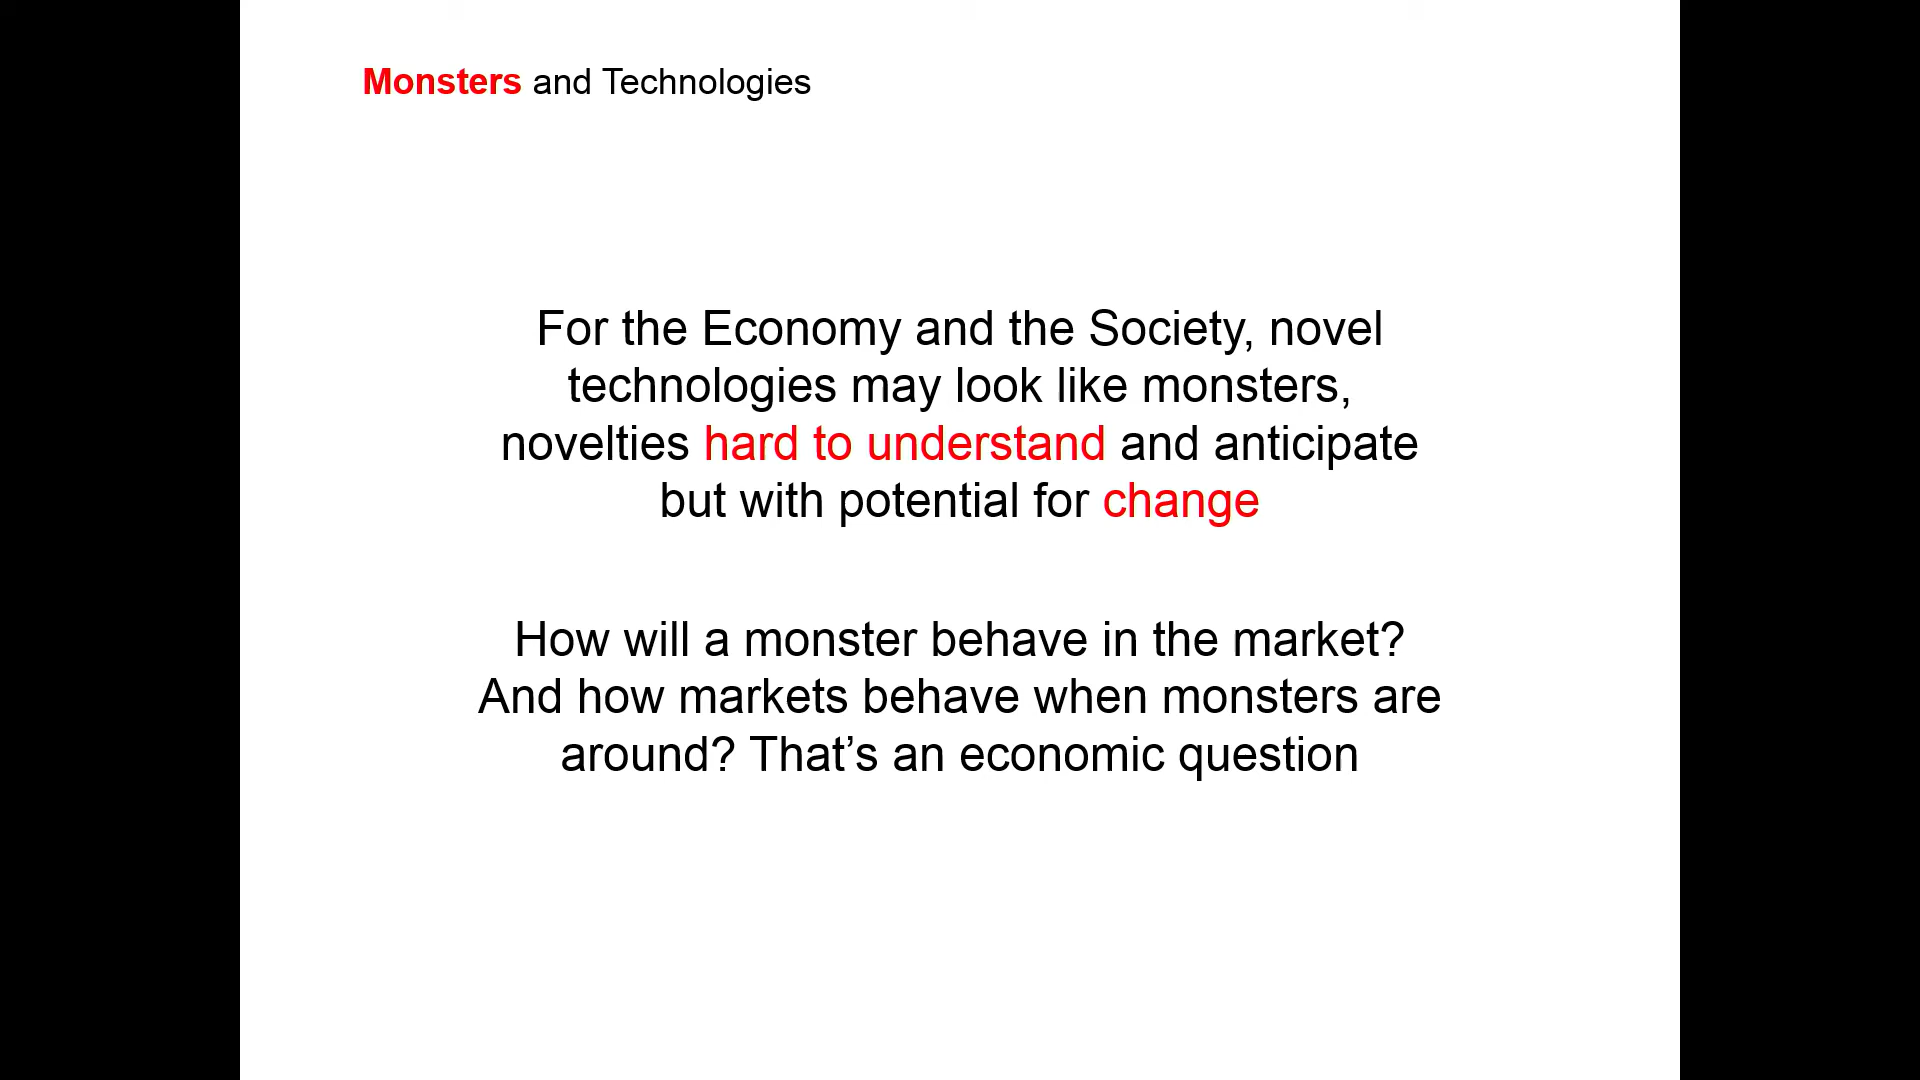 Monsters and Technologies
For the Economy and the Society, novel
technologies may look like monsters,
novelties hard to understand and anticipate
but with potential for change
How will a monster behave in the market?
And how markets behave when monsters are
around? That’s an economic question